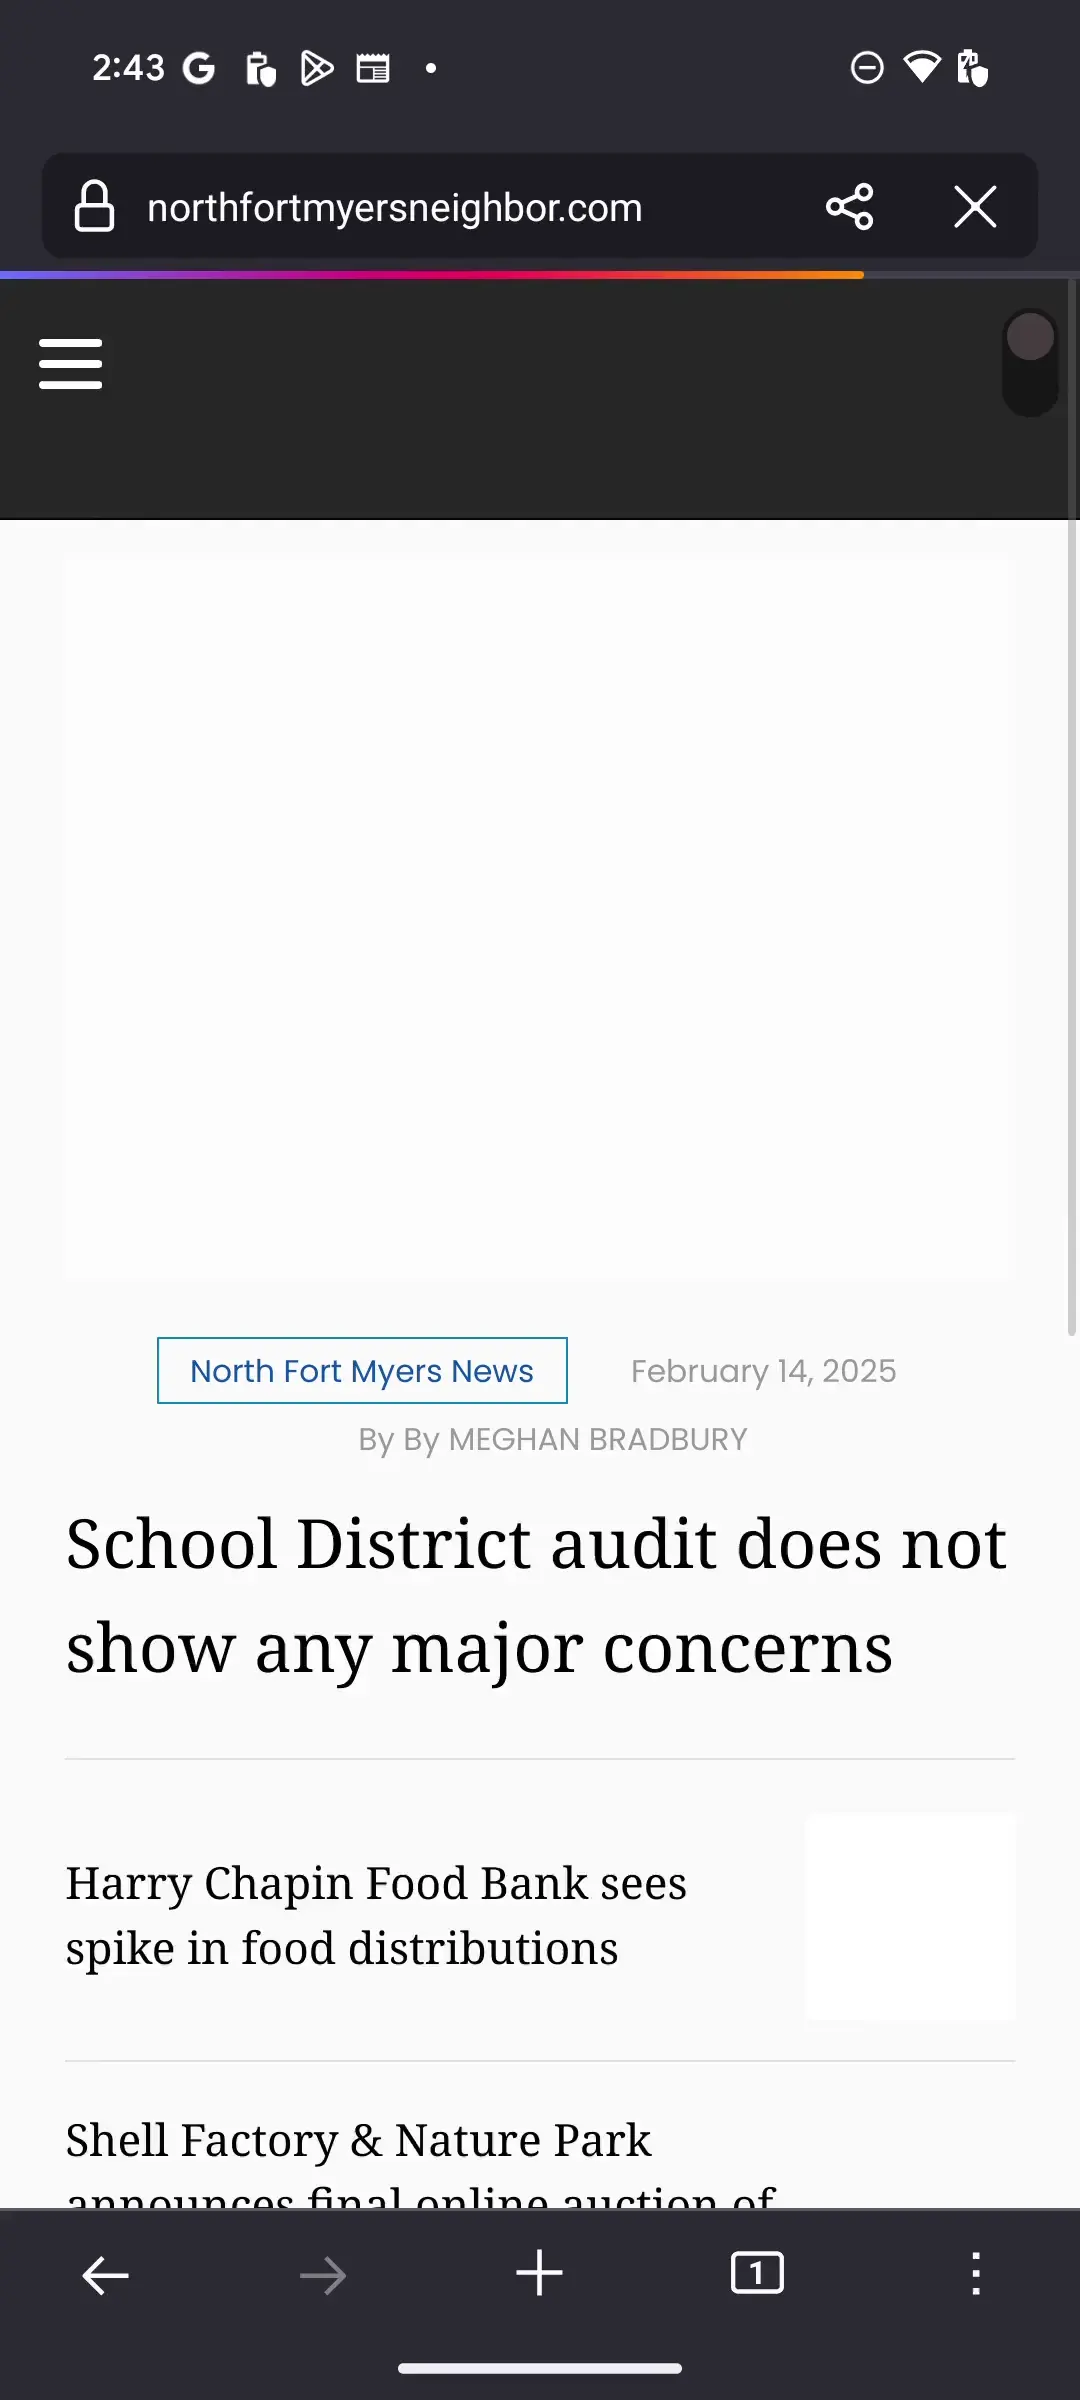 2:43
northfortmyersneighbor.com
North Fort Myers News
February 14, 2025
By By MEGHAN BRADBURY
School District audit does not
show any major concerns
Harry Chapin Food Bank sees
spike in food distributions
Shell Factory & Nature Park
announces final online auction of
1